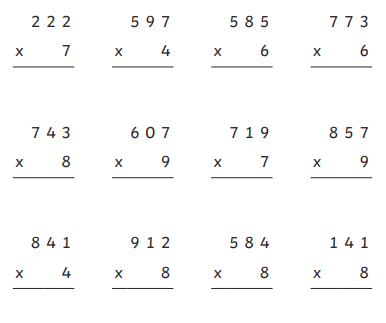 222 597 585 773
x 7 x 4 x 6 x 6
743 607 719 857
x 8 x 9 x 7 x 9
841 912 584 141
x 4 x 8 x 8 x 8